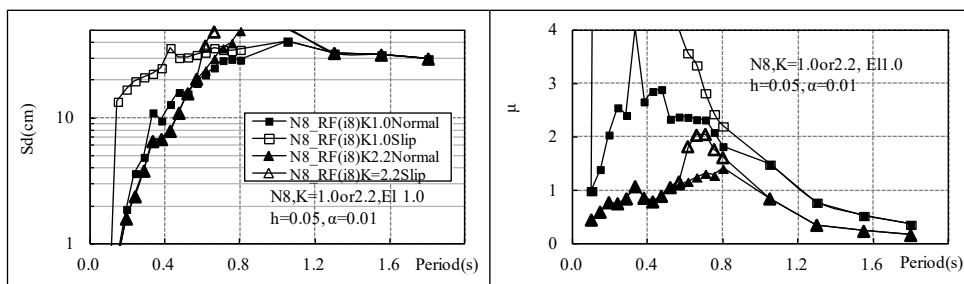 Sd(cm)
10
1
0.0
0.4
0.8
1.2
1.6
Period(s)
N8_RF(i8)K1.0Normal
N8_RF(i8)K1.0Slip
N8_RF(i8)K2.2Normal
N8_RF(i8)K=2.2Slip
N8,K=1.0or2.2,El 1.0
h=0.05, α=0.01
μ
4
3
2
1
0
0.0
0.4
0.8
1.2
1.6
Period(s)
N8,K=1.0or2.2, El1.0
h=0.05,α=0.01